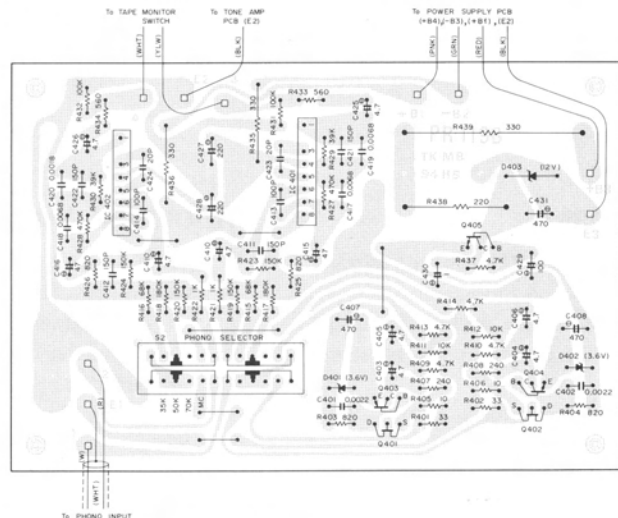 To TAPE MONITOR
SWITCH
To TONE AMP
PCB (E2)
To POWER SUPPLY PCB
(+B4),(-B3),(+B1),(E2)
(WHT)
(YLW)
(BLK)
(PNK)
(GRN)
(RED)
(BLK)
R432 100K
R434 560
C426 4.7
C420 0.0018
C422 150P
R430 39K
C418 0.0068
R428 470K
C416 4.7
IC 402
C424 20P
C414 100P
330
R436
C427
220
C428
220
R435 330
R431 100K
R433 560
C423 20P
C413 100P
IC 401
C425 4.7
R429 39K
C421 150P
C419 0.0068
R427 470K
C417 0.0068
R439 330
D403 (12V)
R438 220
C431
470
Q405
E C B
R437 4.7K
C430
C429 100
R426 820
C412 150P
R424 150K
C410 4.7
C411 150P
R423 150K
C415 4.7
R425 820
R416 68K
R418 180K
R420 150K
R422 1K
R421 1K
R419 150K
R415 68K
R417 180K
S2 PHONO SELECTOR
35K
50K
70K
MC
C407
470
R414 4.7K
C405 4.7
C403 4.7
R413 4.7K
R411 10K
R409 4.7K
R407 240
R405 10
R401 33
R412 10K
R410 4.7K
R408 240
R406 10
R402 33
C406 4.7
C404 4.7
C408
470
D402 (3.6V)
Q404
C402 0.0022
R404 820
Q402
D401 (3.6V)
Q403
C401 0.0022
R403 820
Q401
D S
(R)
(W)
(WHT)
To PHONO INPUT